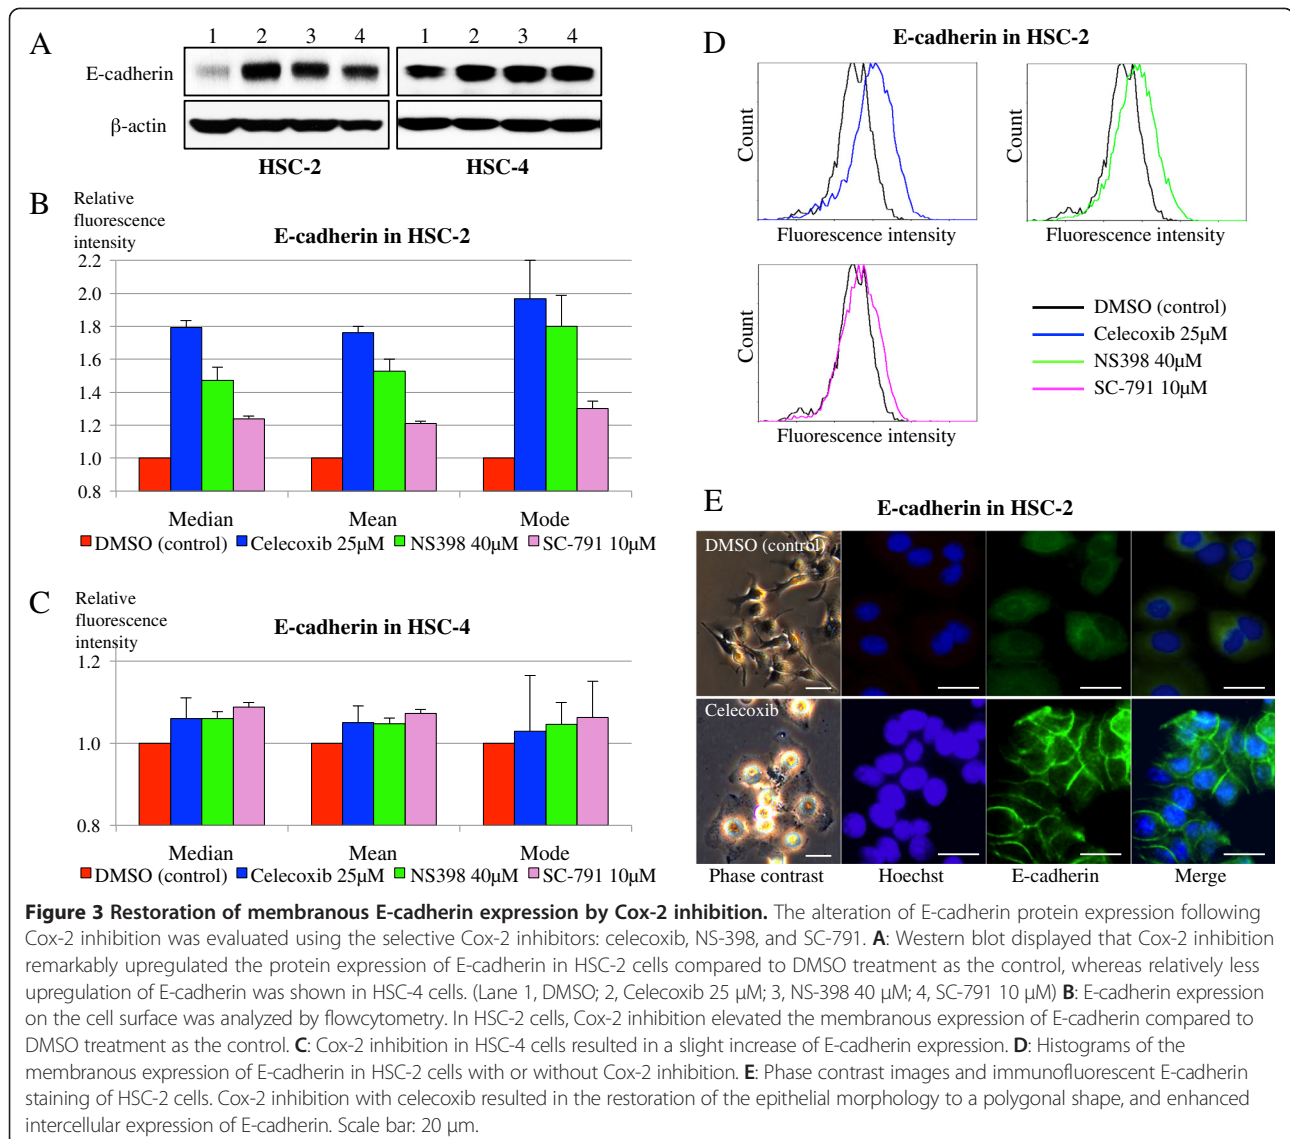 A
1 2 3 4
1 2 3 4
E-cadherin
β-actin
HSC-2
HSC-4
B
Relative
fluorescence
intensity
E-cadherin in HSC-2
2.2
2.0
1.8
1.6
1.4
1.2
1.0
0.8
Median Mean Mode
DMSO (control) Celecoxib 25μM NS398 40μM SC-791 10μM
C
Relative
fluorescence
intensity
E-cadherin in HSC-4
1.2
1.0
0.8
Median Mean Mode
DMSO (control) Celecoxib 25μM NS398 40μM SC-791 10μM
D
E-cadherin in HSC-2
Count
Fluorescence intensity
Count
Fluorescence intensity
Count
Fluorescence intensity
DMSO (control)
Celecoxib 25μM
NS398 40μM
SC-791 10μM
E
E-cadherin in HSC-2
DMSO (control)
Celecoxib
Phase contrast Hoechst E-cadherin Merge
Figure 3 Restoration of membranous E-cadherin expression by Cox-2 inhibition. The alteration of E-cadherin protein expression following
Cox-2 inhibition was evaluated using the selective Cox-2 inhibitors: celecoxib, NS-398, and SC-791. A: Western blot displayed that Cox-2 inhibition
remarkably upregulated the protein expression of E-cadherin in HSC-2 cells compared to DMSO treatment as the control, whereas relatively less
upregulation of E-cadherin was shown in HSC-4 cells. (Lane 1, DMSO; 2, Celecoxib 25 μM; 3, NS-398 40 μM; 4, SC-791 10 μM) B: E-cadherin expression
on the cell surface was analyzed by flowcytometry. In HSC-2 cells, Cox-2 inhibition elevated the membranous expression of E-cadherin compared to
DMSO treatment as the control. C: Cox-2 inhibition in HSC-4 cells resulted in a slight increase of E-cadherin expression. D: Histograms of the
membranous expression of E-cadherin in HSC-2 cells with or without Cox-2 inhibition. E: Phase contrast images and immunofluorescent E-cadherin
staining of HSC-2 cells. Cox-2 inhibition with celecoxib resulted in the restoration of the epithelial morphology to a polygonal shape, and enhanced
intercellular expression of E-cadherin. Scale bar: 20 μm.